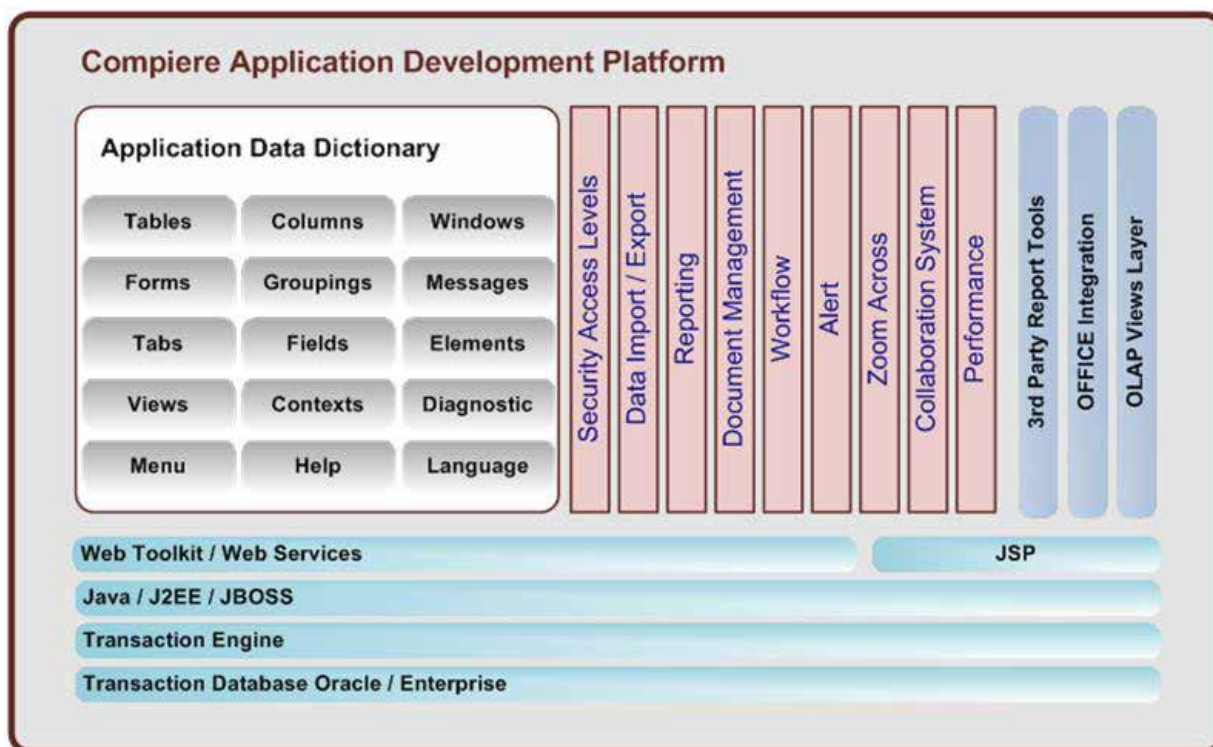 Compiere Application Development Platform
Application Data Dictionary
Tables
Columns
Windows
Forms
Groupings
Messages
Tabs
Fields
Elements
Views
Contexts
Diagnostic
Menu
Help
Language
Security Access Levels
Data Import / Export
Reporting
Document Management
Workflow
Alert
Zoom Across
Collaboration System
Performance
3rd Party Report Tools
OFFICE Integration
OLAP Views Layer
Web Toolkit / Web Services
JSP
Java / J2EE / JBOSS
Transaction Engine
Transaction Database Oracle / Enterprise